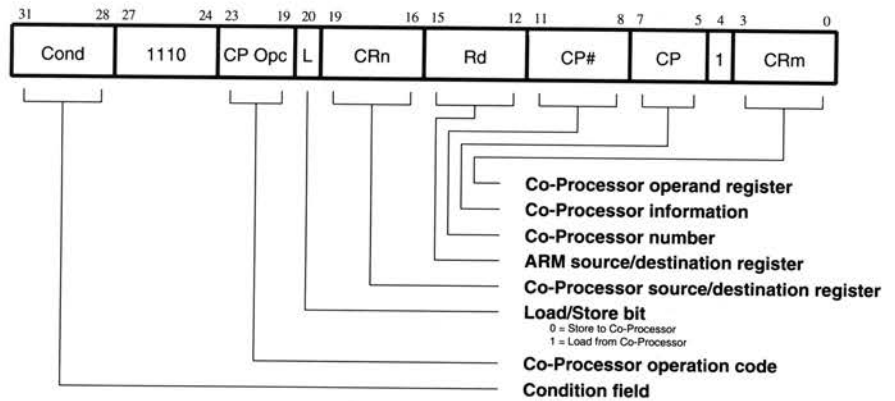 31 28 27 24 23 19 20 19 16 15 12 11 8 7 5 4 3 0
Cond 1110 CP Opc L CRn Rd CP# CP 1 CRm
Co-Processor operand register
Co-Processor information
Co-Processor number
ARM source/destination register
Co-Processor source/destination register
Load/Store bit
0 = Store to Co-Processor
1 = Load from Co-Processor
Co-Processor operation code
Condition field